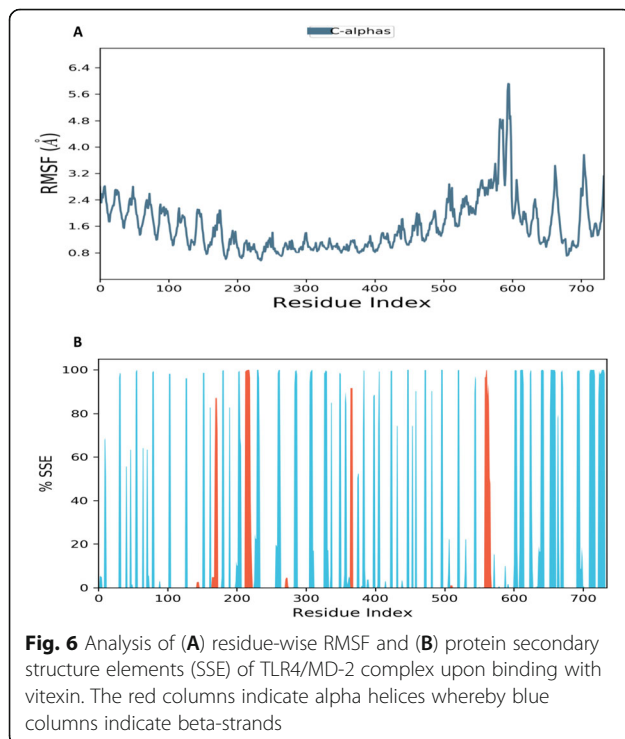 A
C-alphas
6.4
5.6
4.8
4.0
3.2
2.4
1.6
0.8
RMSF (Å)
0 100 200 300 400 500 600 700
Residue Index
B
100
80
60
40
20
0
% SSE
0 100 200 300 400 500 600 700
Residue Index
Fig. 6 Analysis of (A) residue-wise RMSF and (B) protein secondary
structure elements (SSE) of TLR4/MD-2 complex upon binding with
vitexin. The red columns indicate alpha helices whereby blue
columns indicate beta-strands